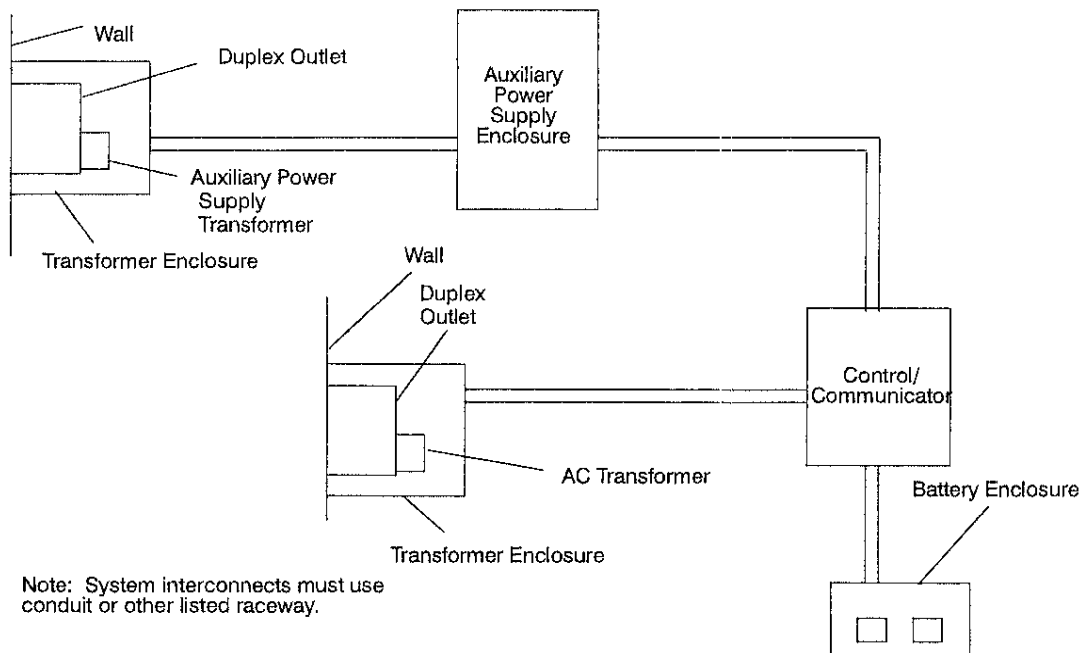 Wall
Duplex Outlet
Auxiliary
Power
Supply
Enclosure
Auxiliary Power
Supply
Transformer
Transformer Enclosure
Wall
Duplex
Outlet
Control/
Communicator
AC Transformer
Battery Enclosure
Transformer Enclosure
Note: System interconnects must use
conduit or other listed raceway.